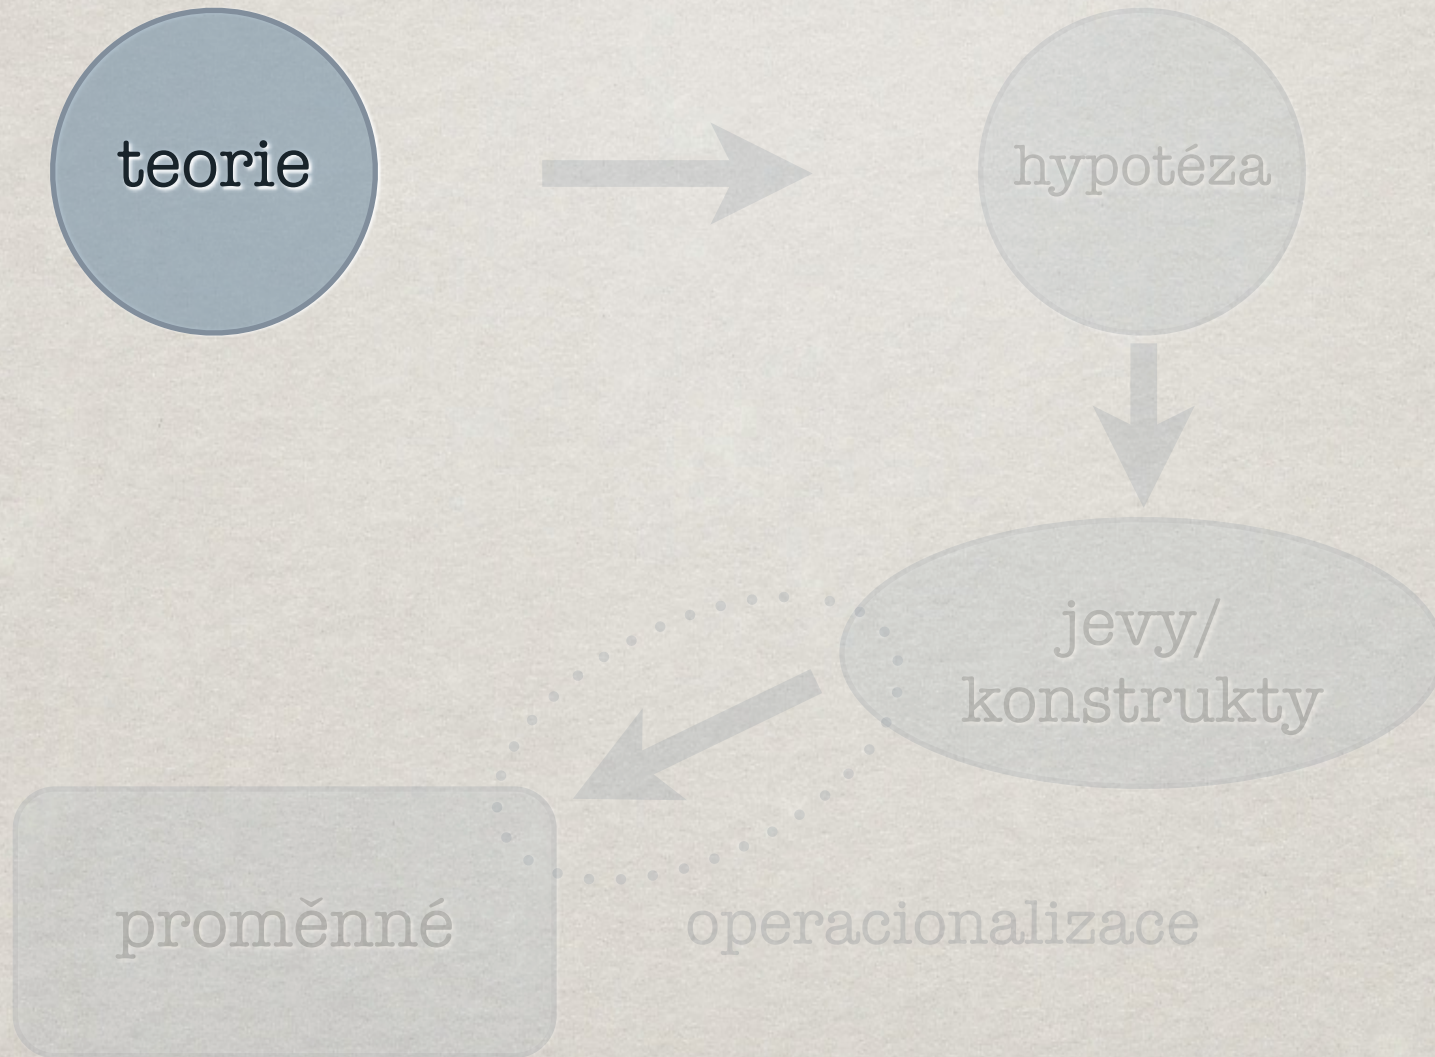 teorie
hypotéza
jevy/
konstrukty
proměnné
operacionalizace